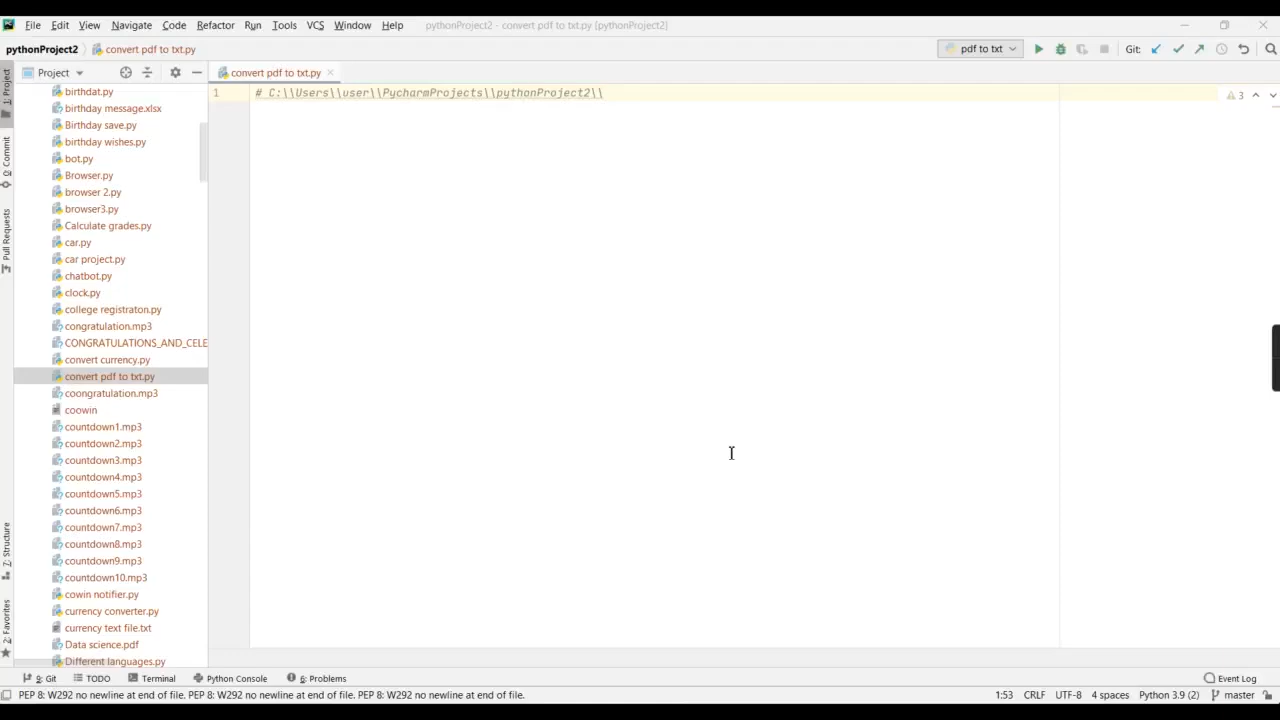 File Edit View Navigate Code Refactor Run Tools VCS Window Help pythonProject2 - convert pdf to txt.py [pythonProject2]
pythonProject2 convert pdf to txt.py pdf to txt Git:
Project convert pdf to txt.py
1: Project
0: Commit
Pull Requests
7: Structure
2: Favorites
birthdat.py
birthday message.xlsx
Birthday save.py
birthday wishes.py
bot.py
Browser.py
browser 2.py
browser3.py
Calculate grades.py
car.py
car project.py
chatbot.py
clock.py
college registraton.py
congratulation.mp3
CONGRATULATIONS_AND_CELE
convert currency.py
convert pdf to txt.py
coongratulation.mp3
coowin
countdown1.mp3
countdown2.mp3
countdown3.mp3
countdown4.mp3
countdown5.mp3
countdown6.mp3
countdown7.mp3
countdown8.mp3
countdown9.mp3
countdown10.mp3
cowin notifier.py
currency converter.py
currency text file.txt
Data science.pdf
Different languages.py
1 # C:\\Users\\user\\PycharmProjects\\pythonProject2\\
3
9: Git TODO Terminal Python Console 6: Problems Event Log
PEP 8: W292 no newline at end of file. PEP 8: W292 no newline at end of file. PEP 8: W292 no newline at end of file. 1:53 CRLF UTF-8 4 spaces Python 3.9 (2) master